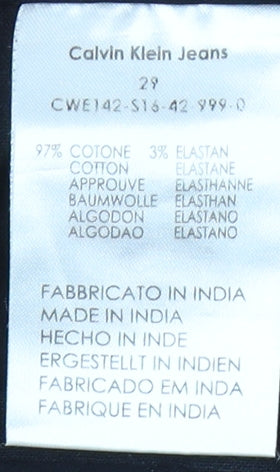 Calvin Klein Jeans
29
CWE142-S16-42 999-0
97% COTONE 3% ELASTAN
COTTON ELASTANE
APPROUVE ELASTHANNE
BAUMWOLLE ELASTHAN
ALGODON ELASTANO
ALGODAO ELASTANO
FABBRICATO IN INDIA
MADE IN INDIA
HECHO IN INDE
ERGESTELLT IN INDIEN
FABRICADO EM INDA
FABRIQUE EN INDIA